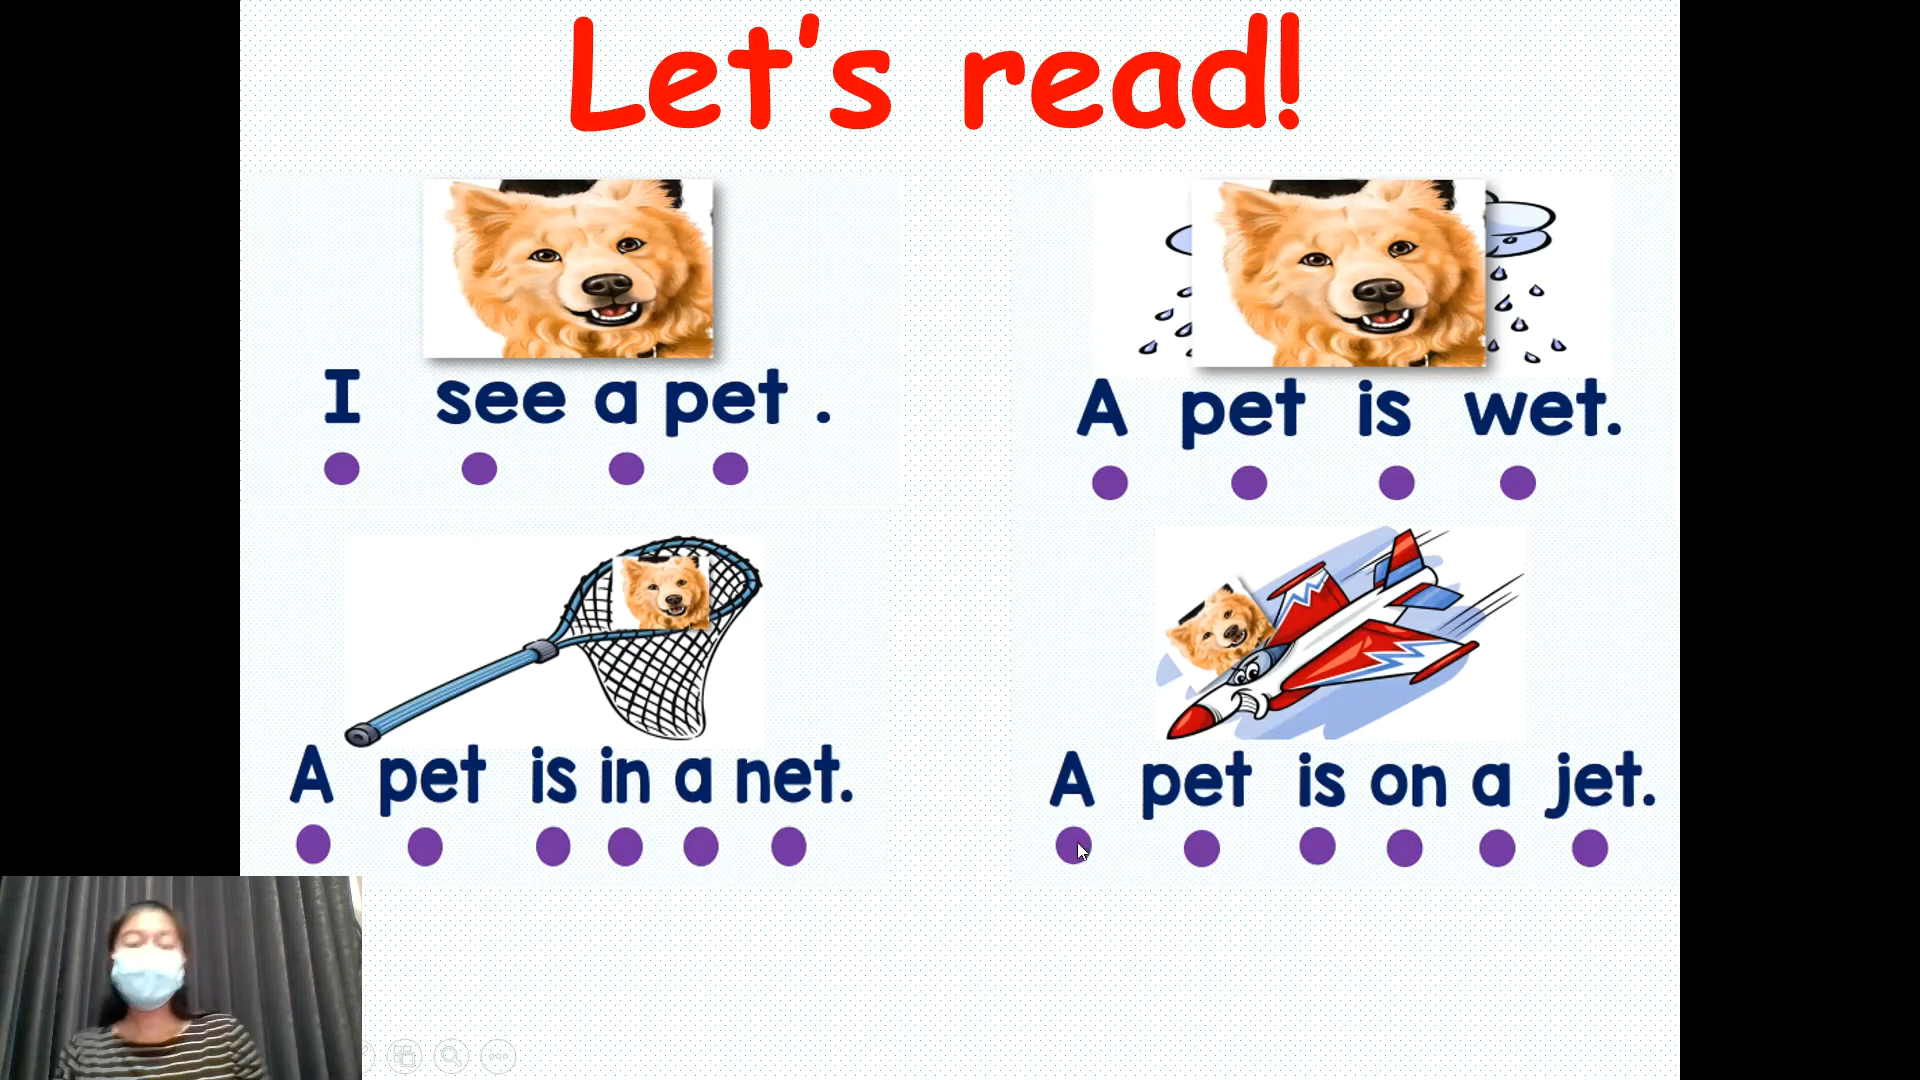 Let's read!
I see a pet .
A pet is wet.
A pet is in a net.
A pet is on a jet.